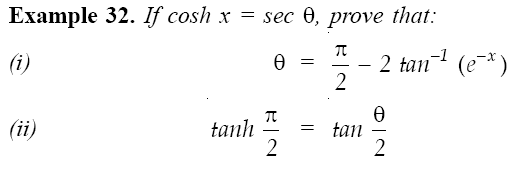 Example 32. If cosh x = sec θ, prove that:
(i) θ = π/2 – 2 tan⁻¹ (e⁻ˣ)
(ii) tanh π/2 = tan θ/2